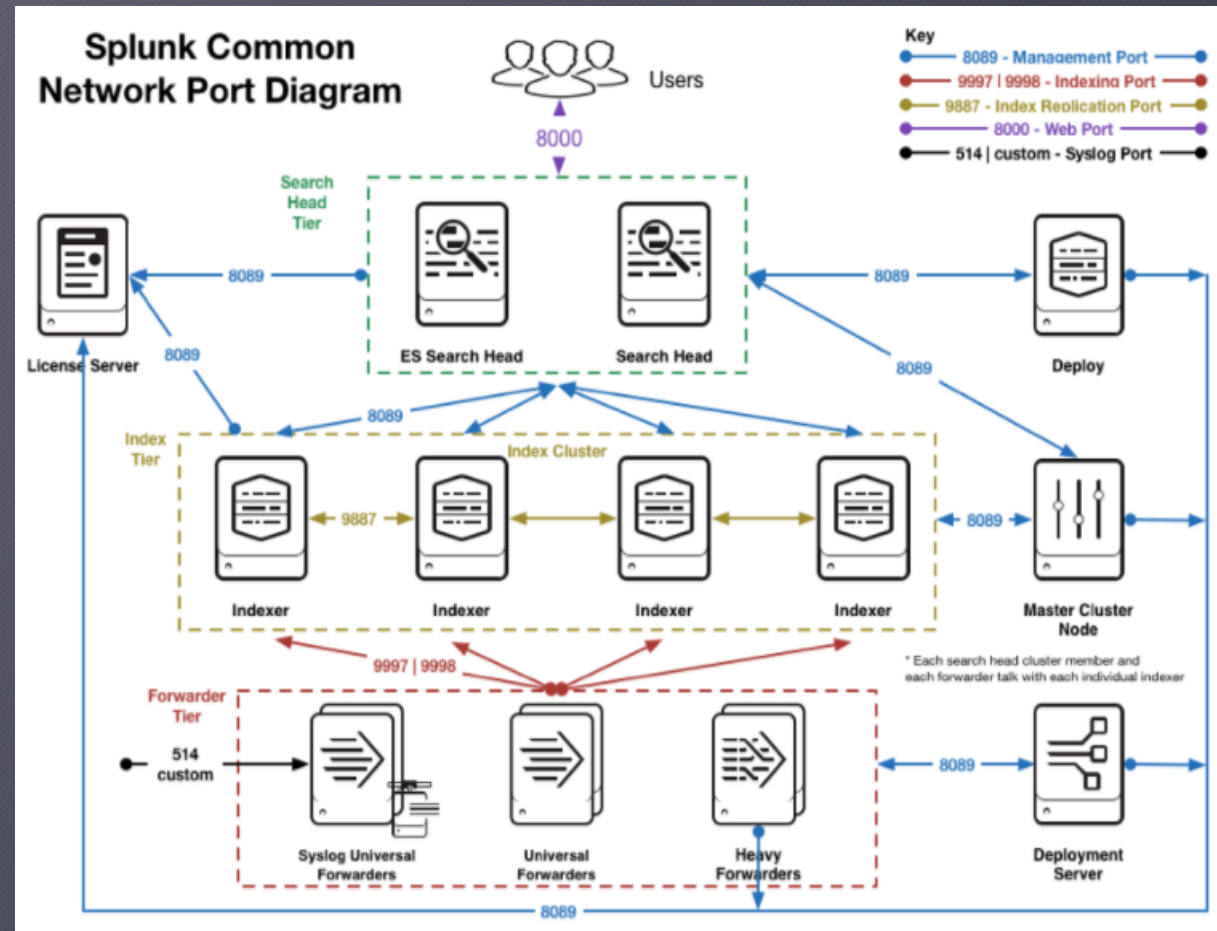 Splunk Common
Network Port Diagram
Users
Key
8089 - Management Port
9997 | 9998 - Indexing Port
9887 - Index Replication Port
8000 - Web Port
514 | custom - Syslog Port
8000
Search
Head
Tier
8089
8089
ES Search Head
Search Head
License Server
8089
Deploy
8089
8089
Index
Tier
Index Cluster
9887
8089
Indexer
Indexer
Indexer
Indexer
Master Cluster
Node
* Each search head cluster member and
each forwarder talk with each individual indexer
9997 | 9998
Forwarder
Tier
514
custom
8089
Syslog Universal
Forwarders
Universal
Forwarders
Heavy
Forwarders
Deployment
Server
8089